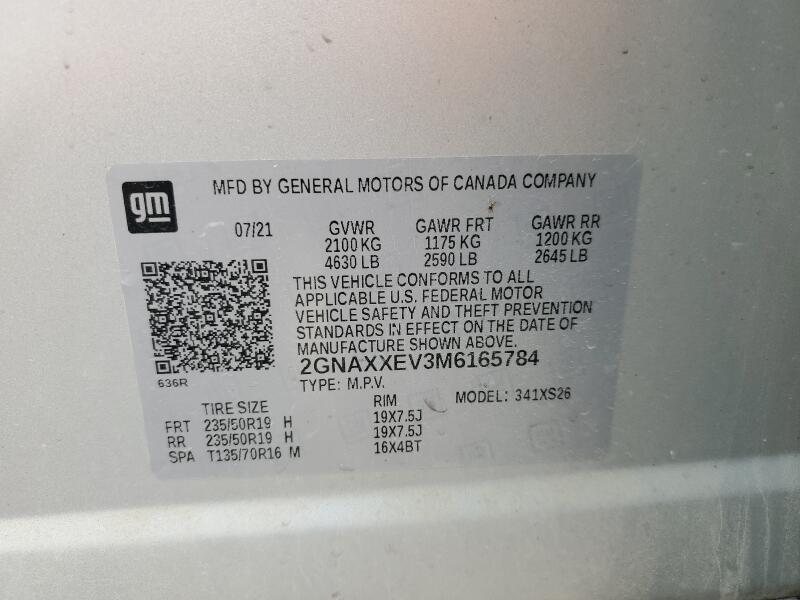 gm
MFD BY GENERAL MOTORS OF CANADA COMPANY
07/21 GVWR GAWR FRT GAWR RR
2100 KG 1175 KG 1200 KG
4630 LB 2590 LB 2645 LB
THIS VEHICLE CONFORMS TO ALL
APPLICABLE U.S. FEDERAL MOTOR
VEHICLE SAFETY AND THEFT PREVENTION
STANDARDS IN EFFECT ON THE DATE OF
MANUFACTURE SHOWN ABOVE.
2GNAXXEV3M6165784
636R
TYPE: M.P.V. MODEL: 341XS26
TIRE SIZE RIM
FRT 235/50R19 H 19X7.5J
RR 235/50R19 H 19X7.5J
SPA T135/70R16 M 16X4BT